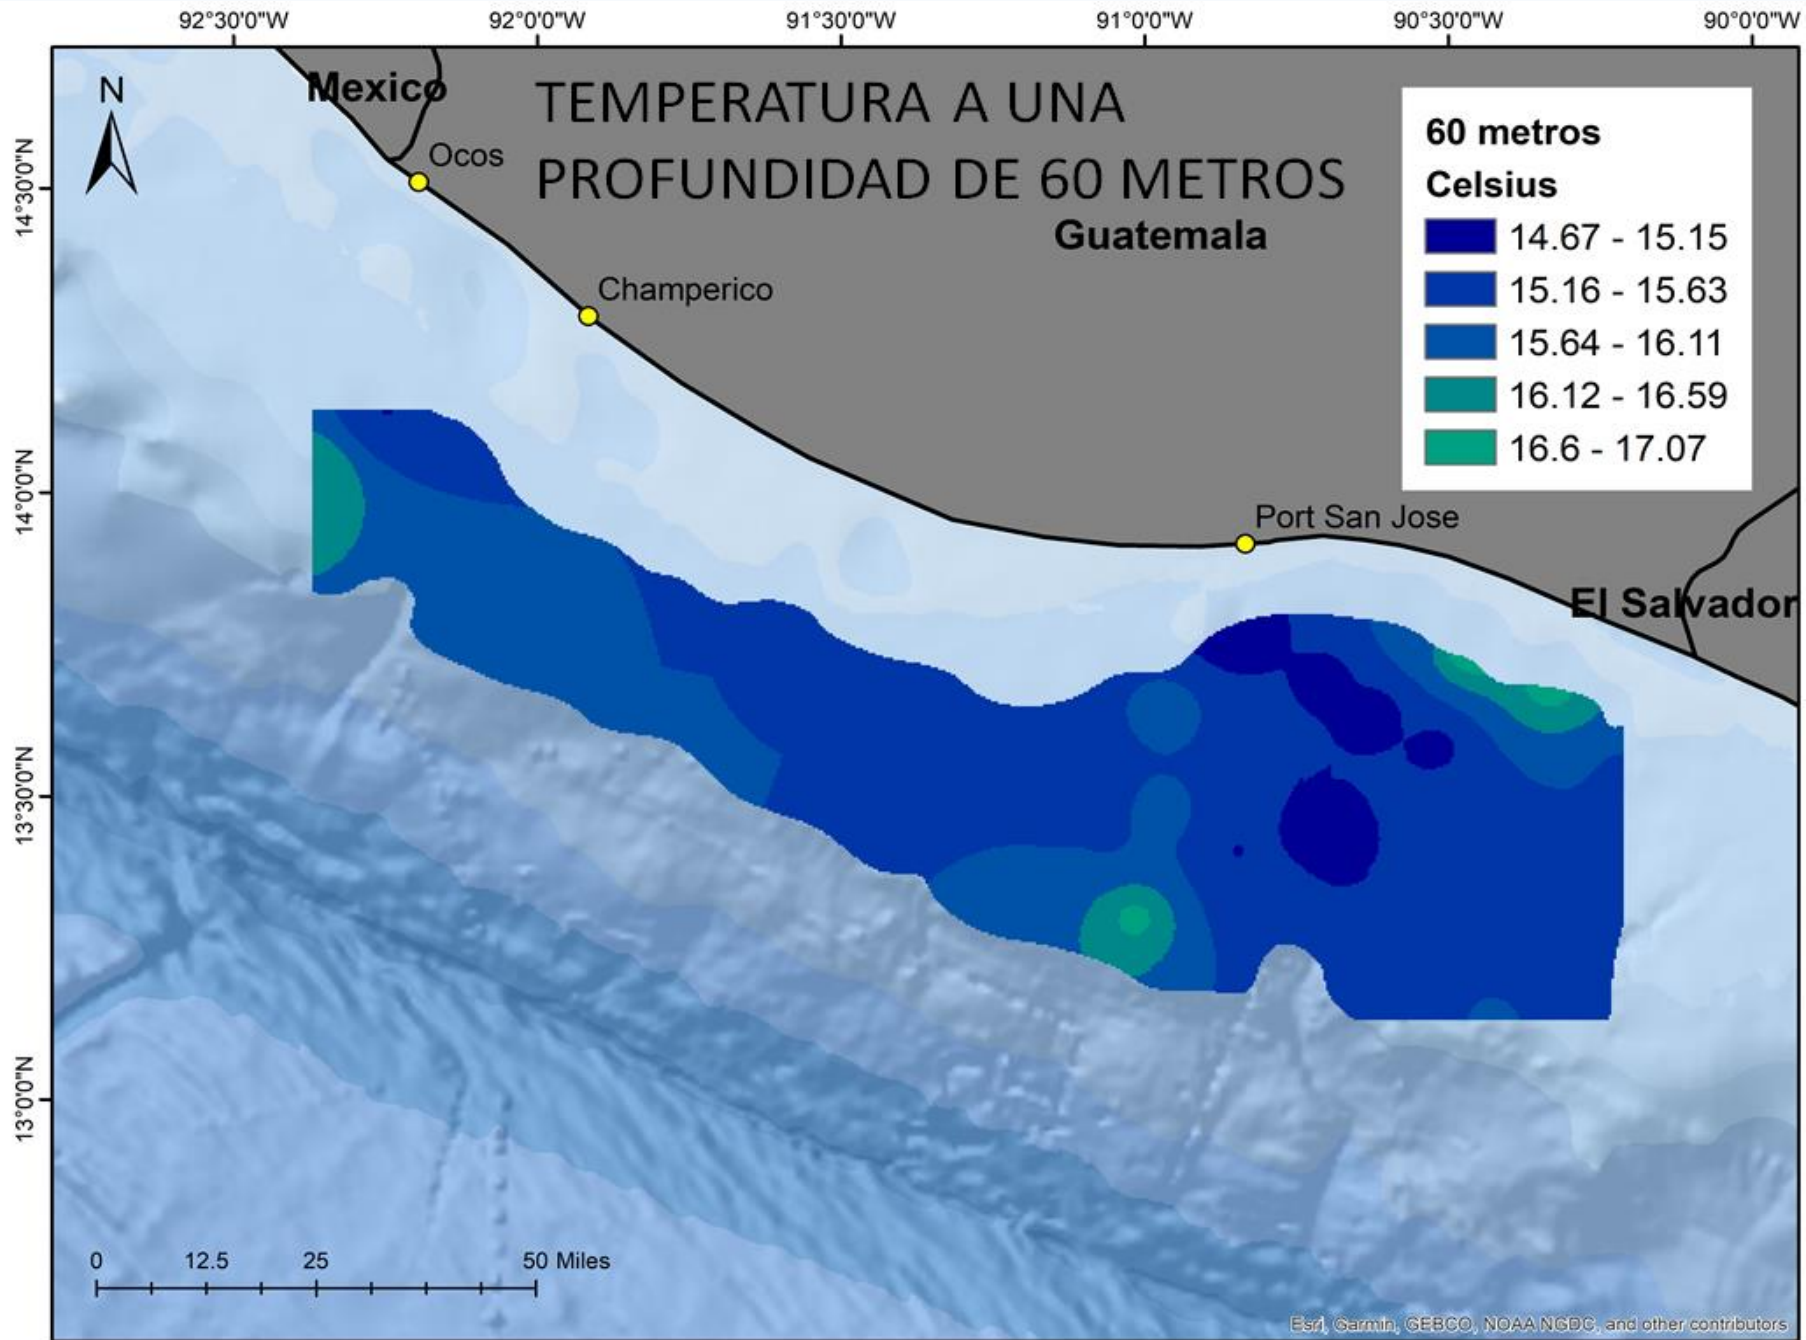 92°30'0"W 92°0'0"W 91°30'0"W 91°0'0"W 90°30'0"W 90°0'0"W
N
Mexico
TEMPERATURA A UNA
PROFUNDIDAD DE 60 METROS
Ocos
Guatemala
Champerico
60 metros
Celsius
14.67 - 15.15
15.16 - 15.63
15.64 - 16.11
16.12 - 16.59
16.6 - 17.07
Port San Jose
El Salvador
14°30'0"N
14°0'0"N
13°30'0"N
13°0'0"N
0 12.5 25 50 Miles
Esri, Garmin, GEBCO, NOAA NGDC, and other contributors